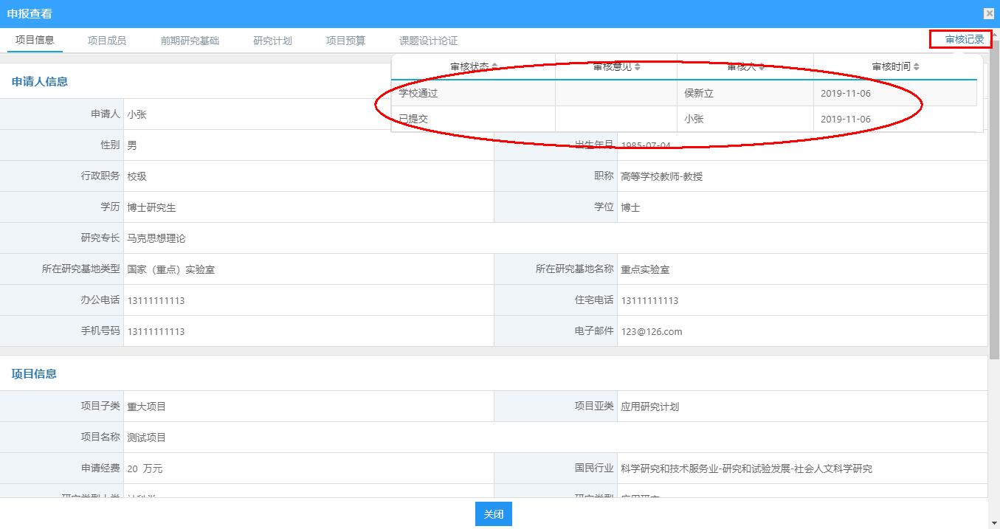 申报查看
项目信息 项目成员 前期研究基础 研究计划 项目预算 课题设计论证 审核记录
审核状态 审核意见 审核人 审核时间
学校通过 侯新立 2019-11-06
已提交 小张 2019-11-06
申请人信息
申请人 小张
性别 男 出生年月 1985-07-04
行政职务 校级 职称 高等学校教师-教授
学历 博士研究生 学位 博士
研究专长 马克思想理论
所在研究基地类型 国家（重点）实验室 所在研究基地名称 重点实验室
办公电话 13111111113 住宅电话 13111111113
手机号码 13111111113 电子邮件 123@126.com
项目信息
项目子类 重大项目 项目亚类 应用研究计划
项目名称 测试项目
申请经费 20 万元 国民行业 科学研究和技术服务业-研究和试验发展-社会人文科学研究
研究类型 应用研究
关闭